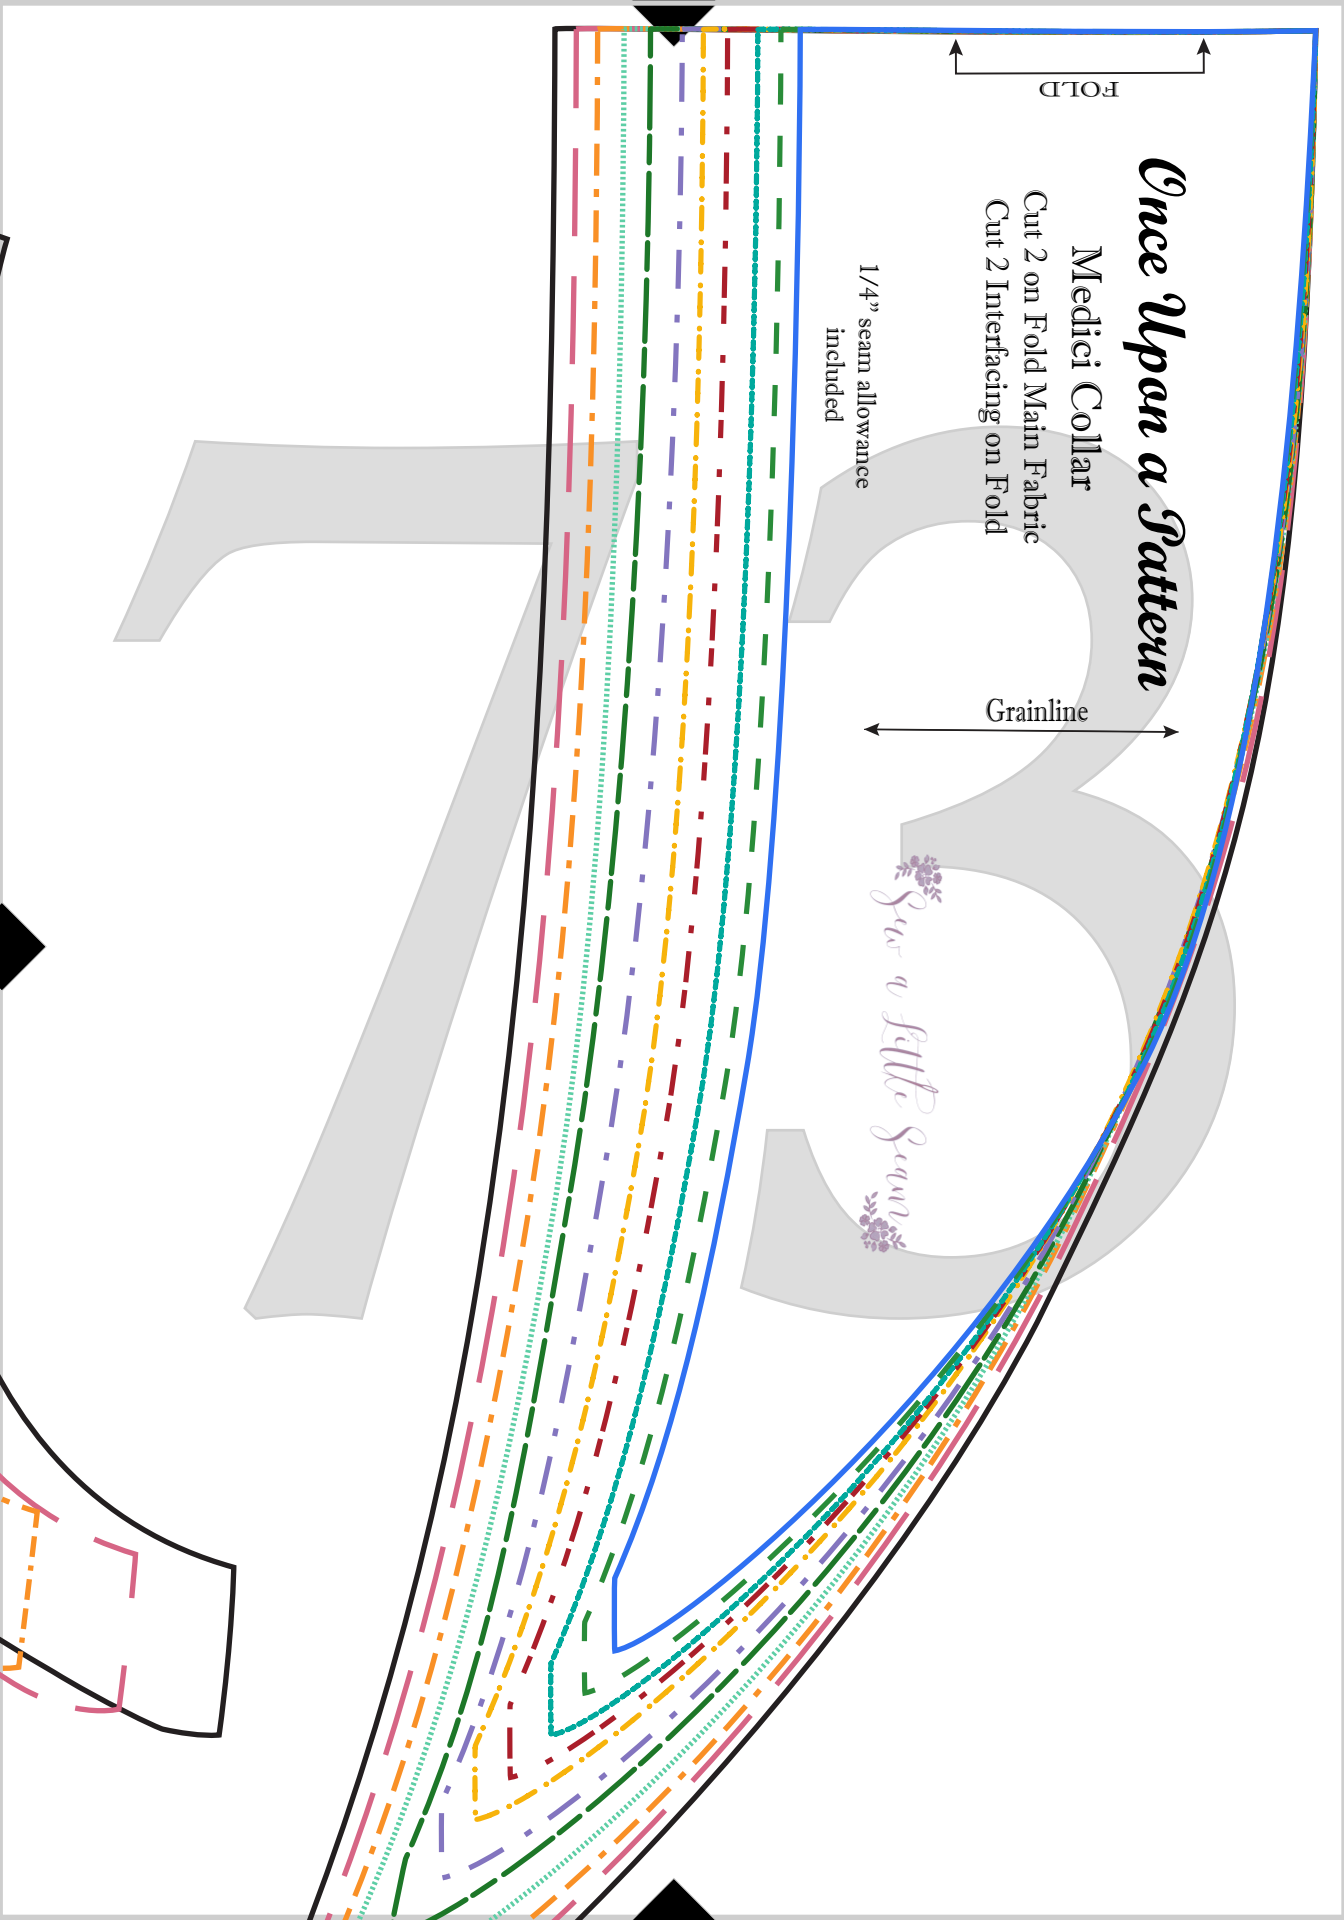 FOLD
Once Upon a Pattern
Medici Collar
Cut 2 on Fold Main Fabric
Cut 2 Interfacing on Fold
1/4” seam allowance
included
Grainline
Sew a Little Seam
73